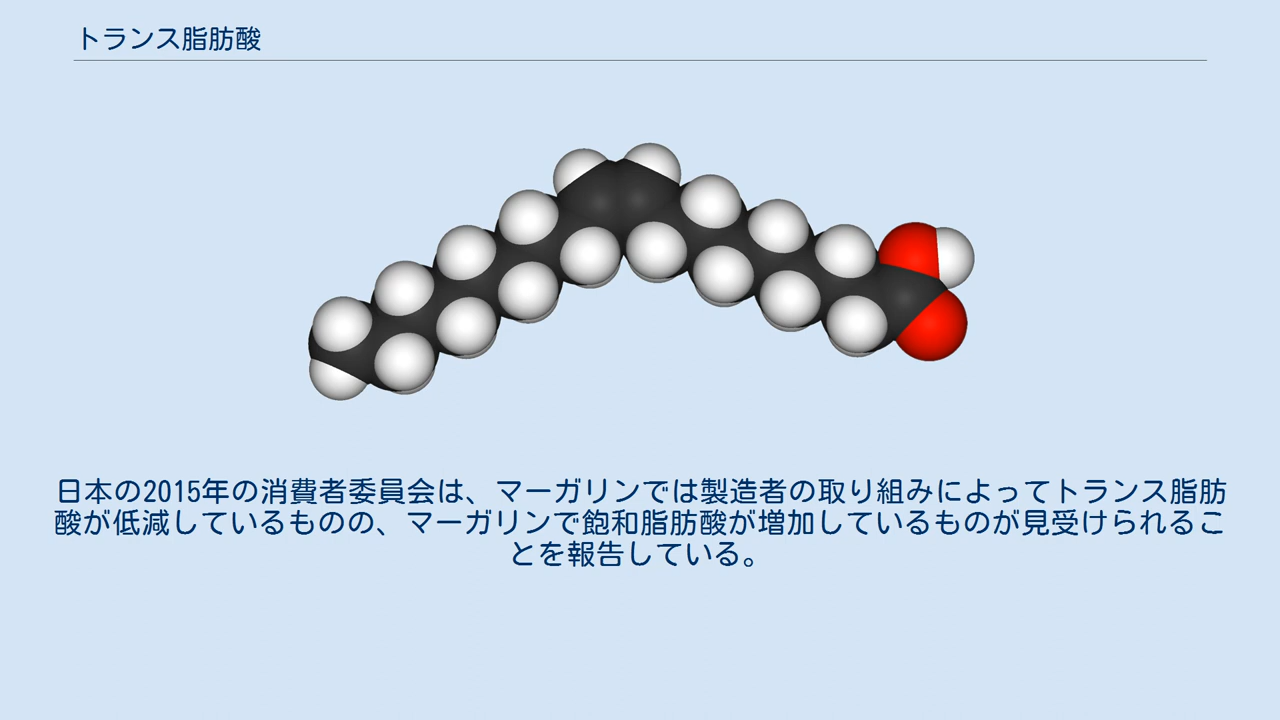 トランス脂肪酸
日本の2015年の消費者委員会は、マーガリンでは製造者の取り組みによってトランス脂肪
酸が低減しているものの、マーガリンで飽和脂肪酸が増加しているものが見受けられるこ
とを報告している。